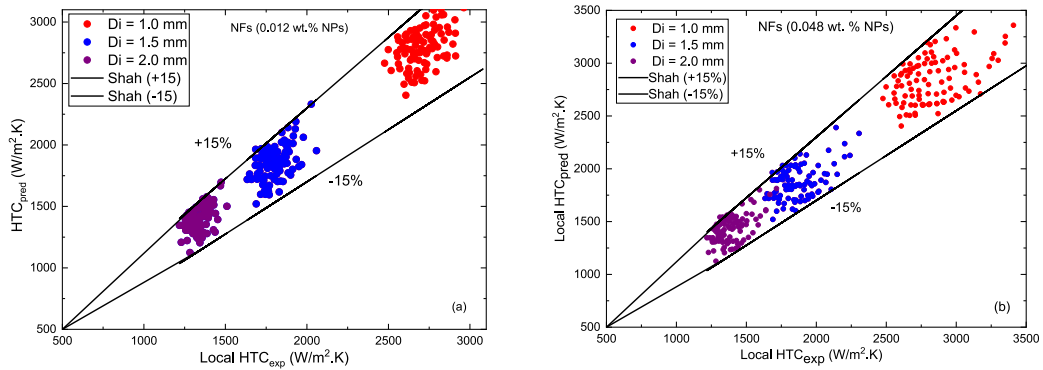 Di = 1.0 mm
Di = 1.5 mm
Di = 2.0 mm
Shah (+15)
Shah (-15)
NFs (0.012 wt.% NPs)
+15%
-15%
(a)
3000
2500
2000
1500
1000
500
500 1000 1500 2000 2500 3000
HTCpred (W/m².K)
Local HTCexp (W/m².K)
Di = 1.0 mm
Di = 1.5 mm
Di = 2.0 mm
Shah (+15%)
Shah (-15%)
NFs (0.048 wt. % NPs)
+15%
-15%
(b)
3500
3000
2500
2000
1500
1000
500
500 1000 1500 2000 2500 3000 3500
Local HTCpred (W/m².K)
Local HTCexp (W/m².K)